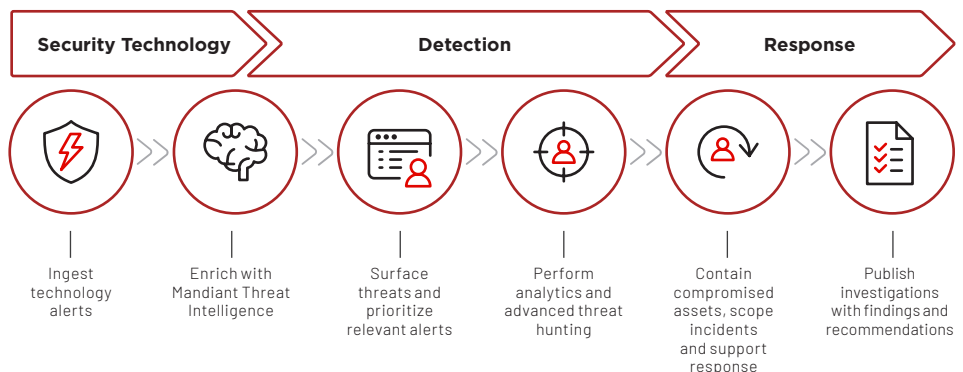 Security Technology
Detection
Response
Ingest
technology
alerts
Enrich with
Mandiant Threat
Intelligence
Surface
threats and
prioritize
relevant alerts
Perform
analytics and
advanced threat
hunting
Contain
compromised
assets, scope
incidents
and support
response
Publish
investigations
with findings and
recommendations